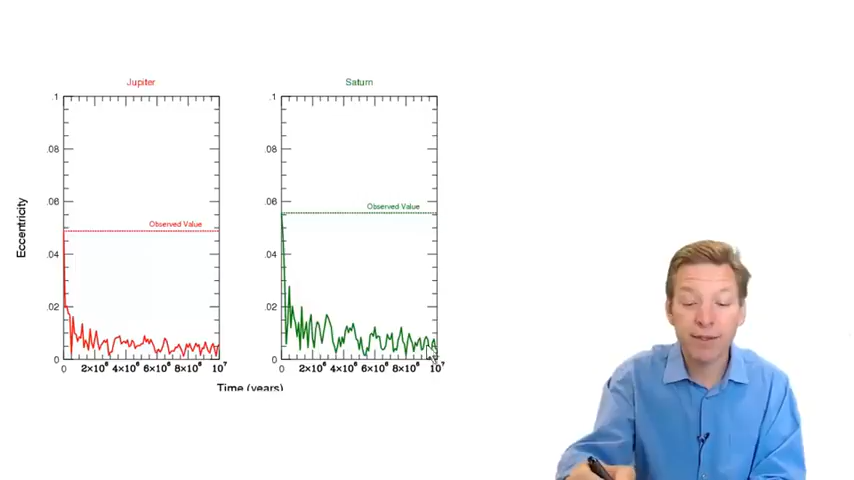 Jupiter
Saturn
.1
.08
.06
.04
.02
0
Observed Value
.1
.08
.06
.04
.02
0
Observed Value
Eccentricity
0 2×10⁶ 4×10⁶ 6×10⁶ 8×10⁶ 10⁷
0 2×10⁶ 4×10⁶ 6×10⁶ 8×10⁶ 10⁷
Time (years)